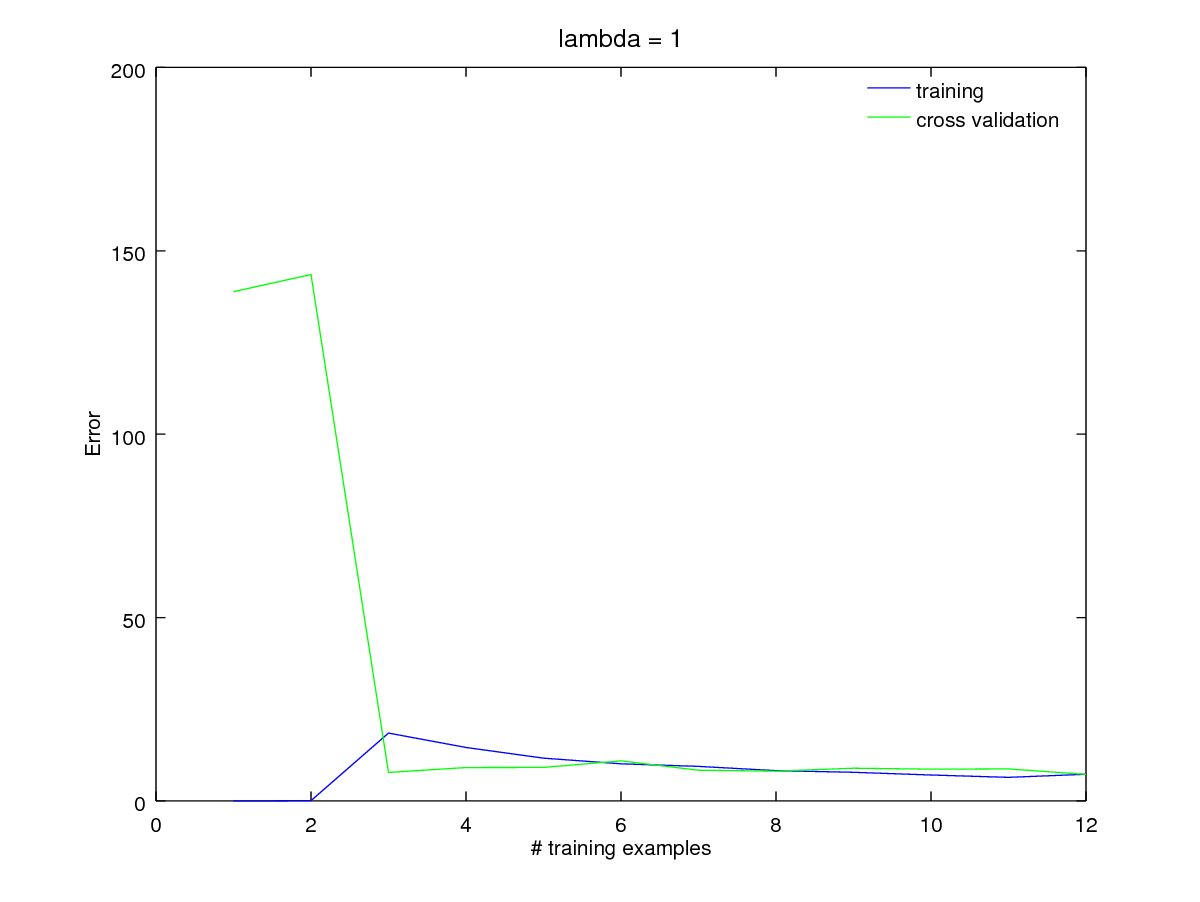 lambda = 1
200
150
100
50
0
Error
training
cross validation
0 2 4 6 8 10 12
# training examples